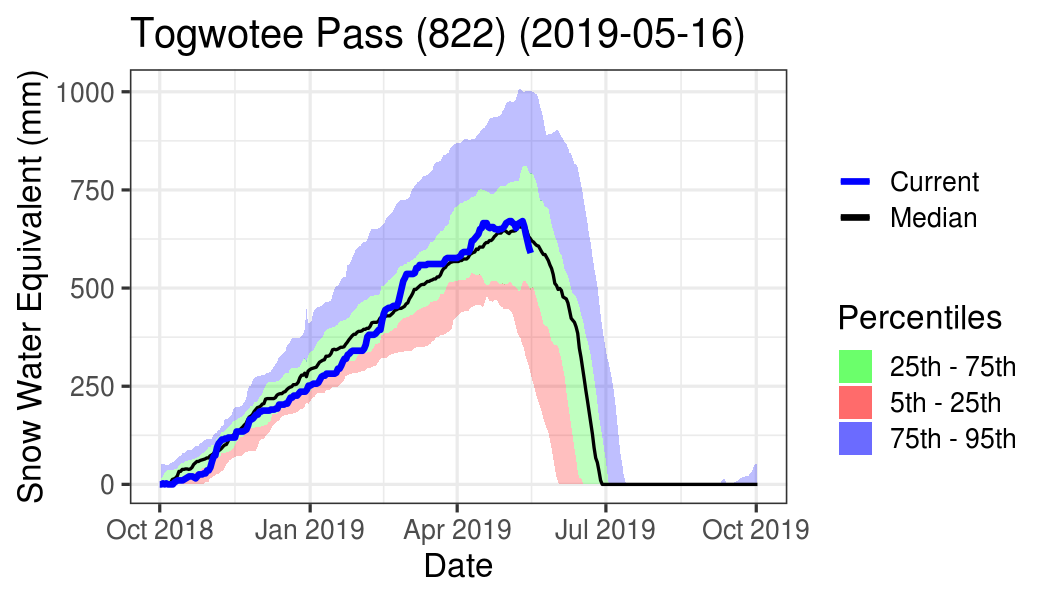 Togwotee Pass (822) (2019-05-16)
Snow Water Equivalent (mm)
1000
750
500
250
0
Oct 2018
Jan 2019
Apr 2019
Jul 2019
Oct 2019
Date
Current
Median
Percentiles
25th - 75th
5th - 25th
75th - 95th